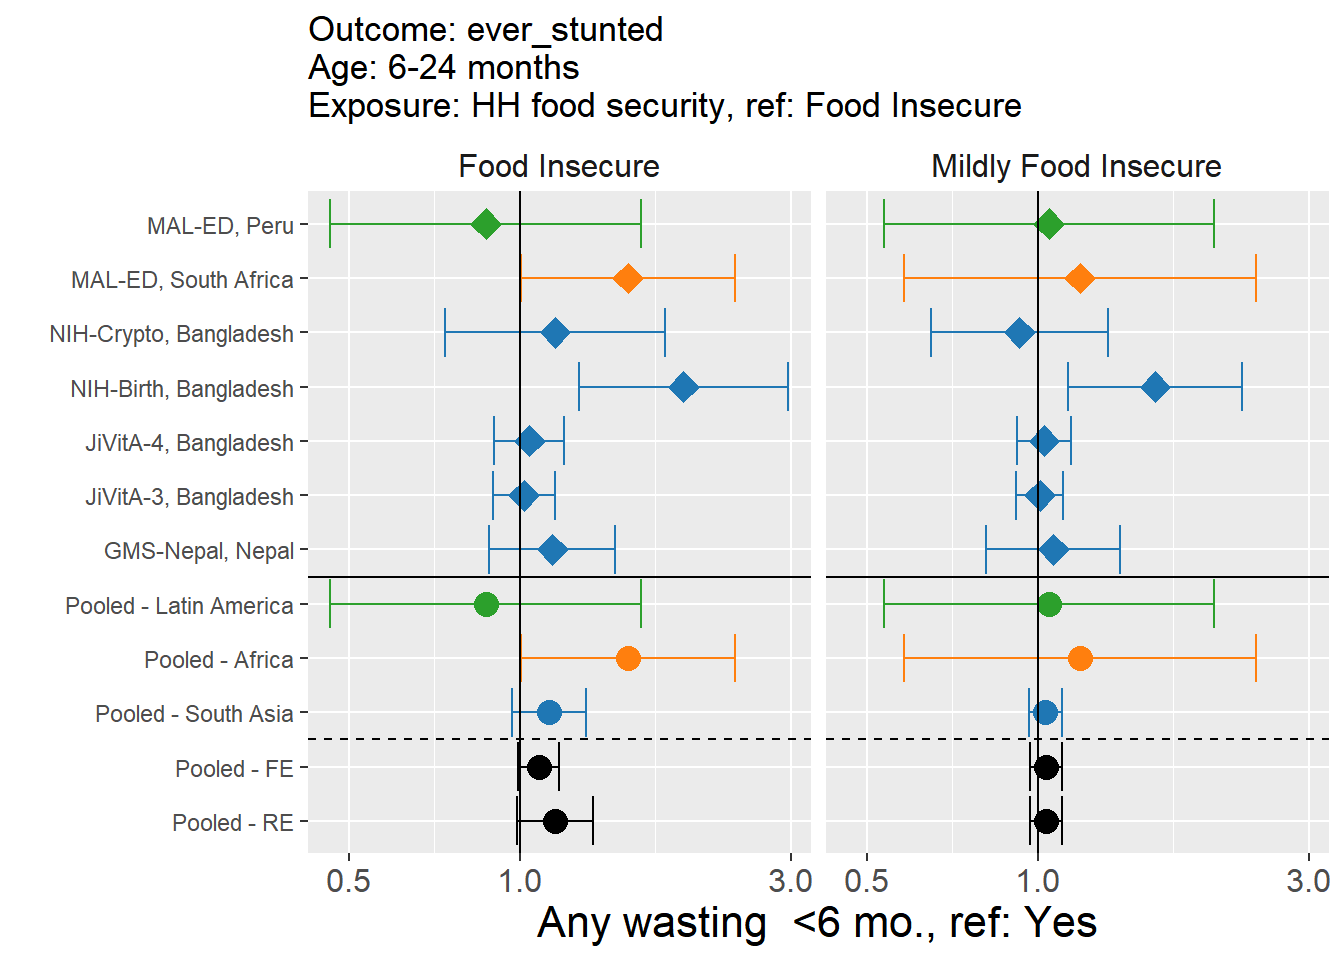 Outcome: ever_stunted
Age: 6-24 months
Exposure: HH food security, ref: Food Insecure
Food Insecure
Mildly Food Insecure
MAL-ED, Peru
MAL-ED, South Africa
NIH-Crypto, Bangladesh
NIH-Birth, Bangladesh
JiVitA-4, Bangladesh
JiVitA-3, Bangladesh
GMS-Nepal, Nepal
Pooled - Latin America
Pooled - Africa
Pooled - South Asia
Pooled - FE
Pooled - RE
0.5 1.0 3.0 0.5 1.0 3.0
Any wasting  <6 mo., ref: Yes